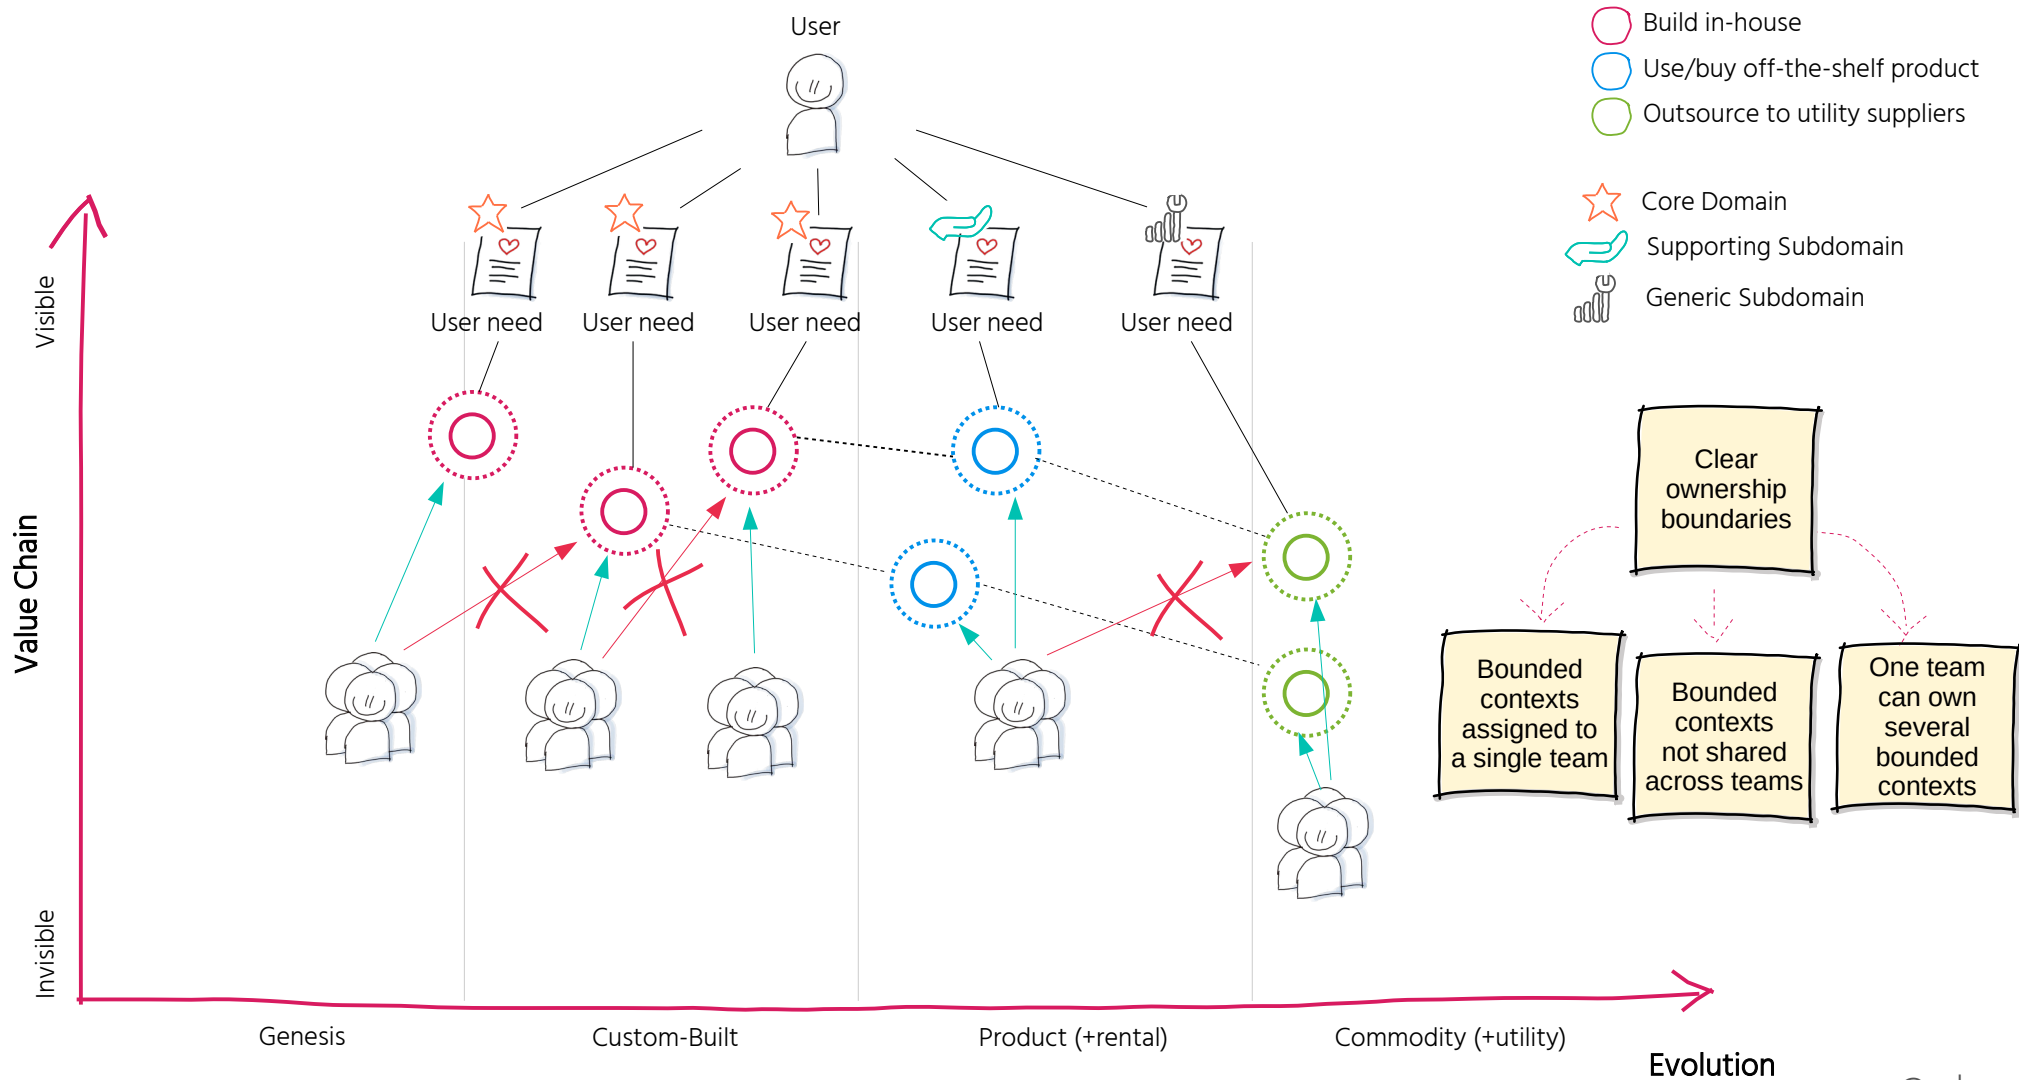 User
Build in-house
Use/buy off-the-shelf product
Outsource to utility suppliers
Core Domain
Supporting Subdomain
Generic Subdomain
Visible
Value Chain
Invisible
User need
User need
User need
User need
User need
Clear
ownership
boundaries
Bounded
contexts
assigned to
a single team
Bounded
contexts
not shared
across teams
One team
can own
several
bounded
contexts
Genesis
Custom-Built
Product (+rental)
Commodity (+utility)
Evolution